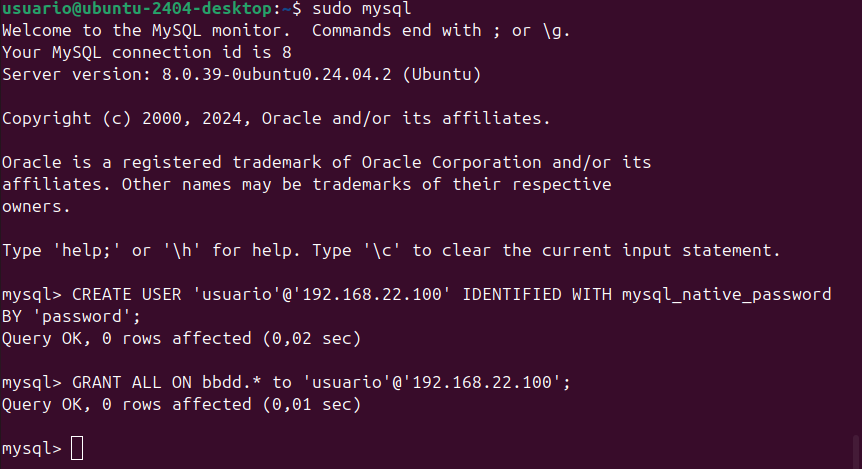 usuario@ubuntu-2404-desktop:~$ sudo mysql
Welcome to the MySQL monitor.  Commands end with ; or \g.
Your MySQL connection id is 8
Server version: 8.0.39-0ubuntu0.24.04.2 (Ubuntu)
Copyright (c) 2000, 2024, Oracle and/or its affiliates.
Oracle is a registered trademark of Oracle Corporation and/or its
affiliates. Other names may be trademarks of their respective
owners.
Type 'help;' or '\h' for help. Type '\c' to clear the current input statement.
mysql> CREATE USER 'usuario'@'192.168.22.100' IDENTIFIED WITH mysql_native_password
BY 'password';
Query OK, 0 rows affected (0,02 sec)
mysql> GRANT ALL ON bbdd.* to 'usuario'@'192.168.22.100';
Query OK, 0 rows affected (0,01 sec)
mysql>